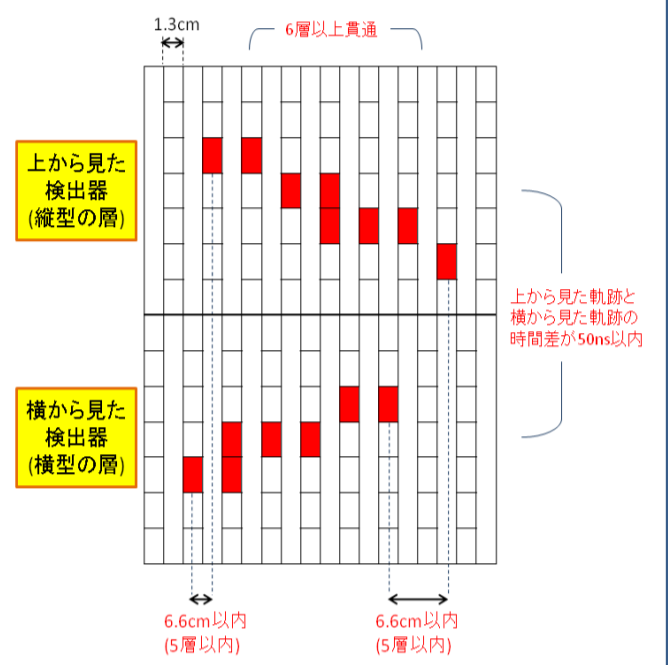 1.3cm
6層以上貫通
上から見た
検出器
(縦型の層)
上から見た軌跡と
横から見た軌跡の
時間差が50ns以内
横から見た
検出器
(横型の層)
6.6cm以内
(5層以内)
6.6cm以内
(5層以内)